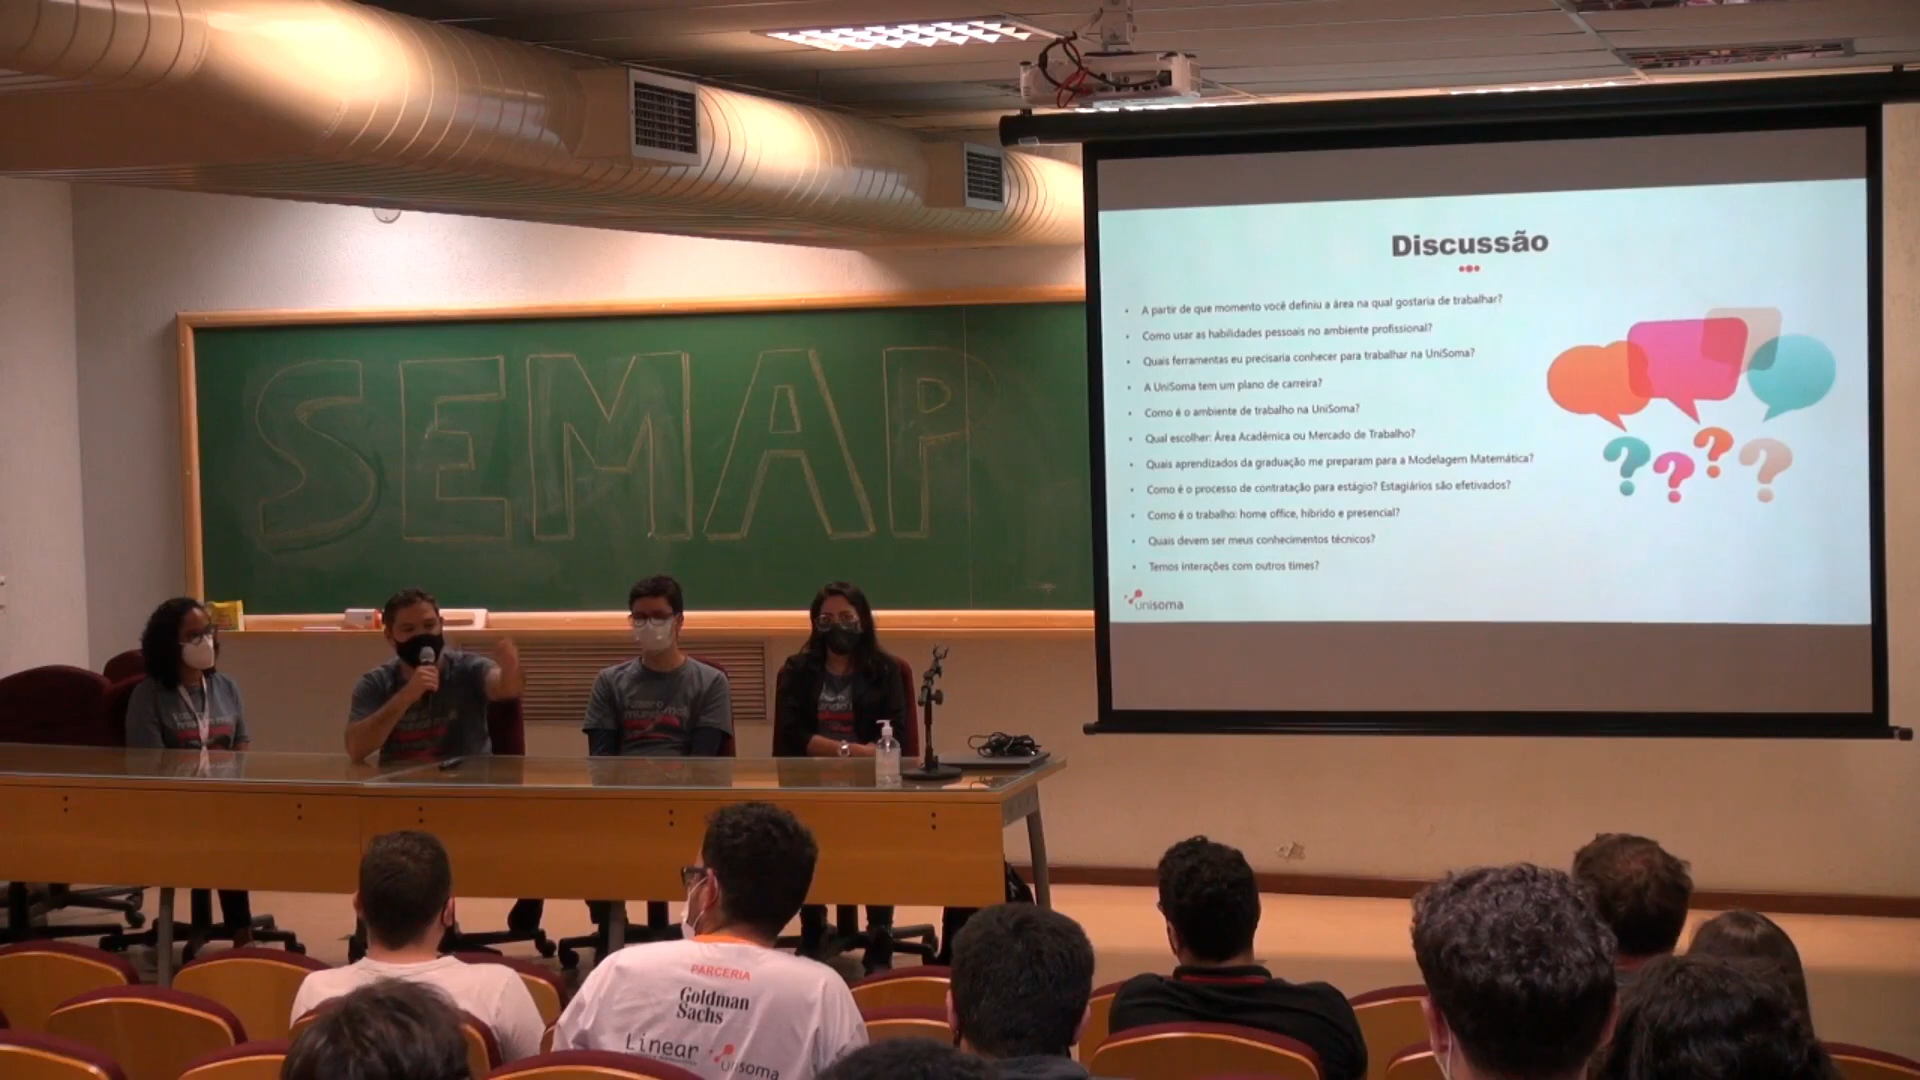 SEMAP
Discussão
A partir de que momento você definiu a área na qual gostaria de trabalhar?
Como usar as habilidades pessoais no ambiente profissional?
Quais ferramentas eu precisaria conhecer para trabalhar na UniSoma?
A UniSoma tem um plano de carreira?
Como é o ambiente de trabalho na UniSoma?
Qual escolher: Área Acadêmica ou Mercado de Trabalho?
Quais aprendizados da graduação me preparam para a Modelagem Matemática?
Como é o processo de contratação para estágio? Estagiários são efetivados?
Como é o trabalho: home office, híbrido e presencial?
Quais devem ser meus conhecimentos técnicos?
Temos interações com outros times?
unisoma
PARCERIA
Goldman
Sachs
Linear
unisoma